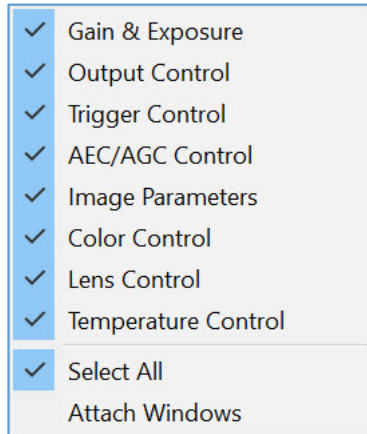 Gain & Exposure
Output Control
Trigger Control
AEC/AGC Control
Image Parameters
Color Control
Lens Control
Temperature Control
Select All
Attach Windows